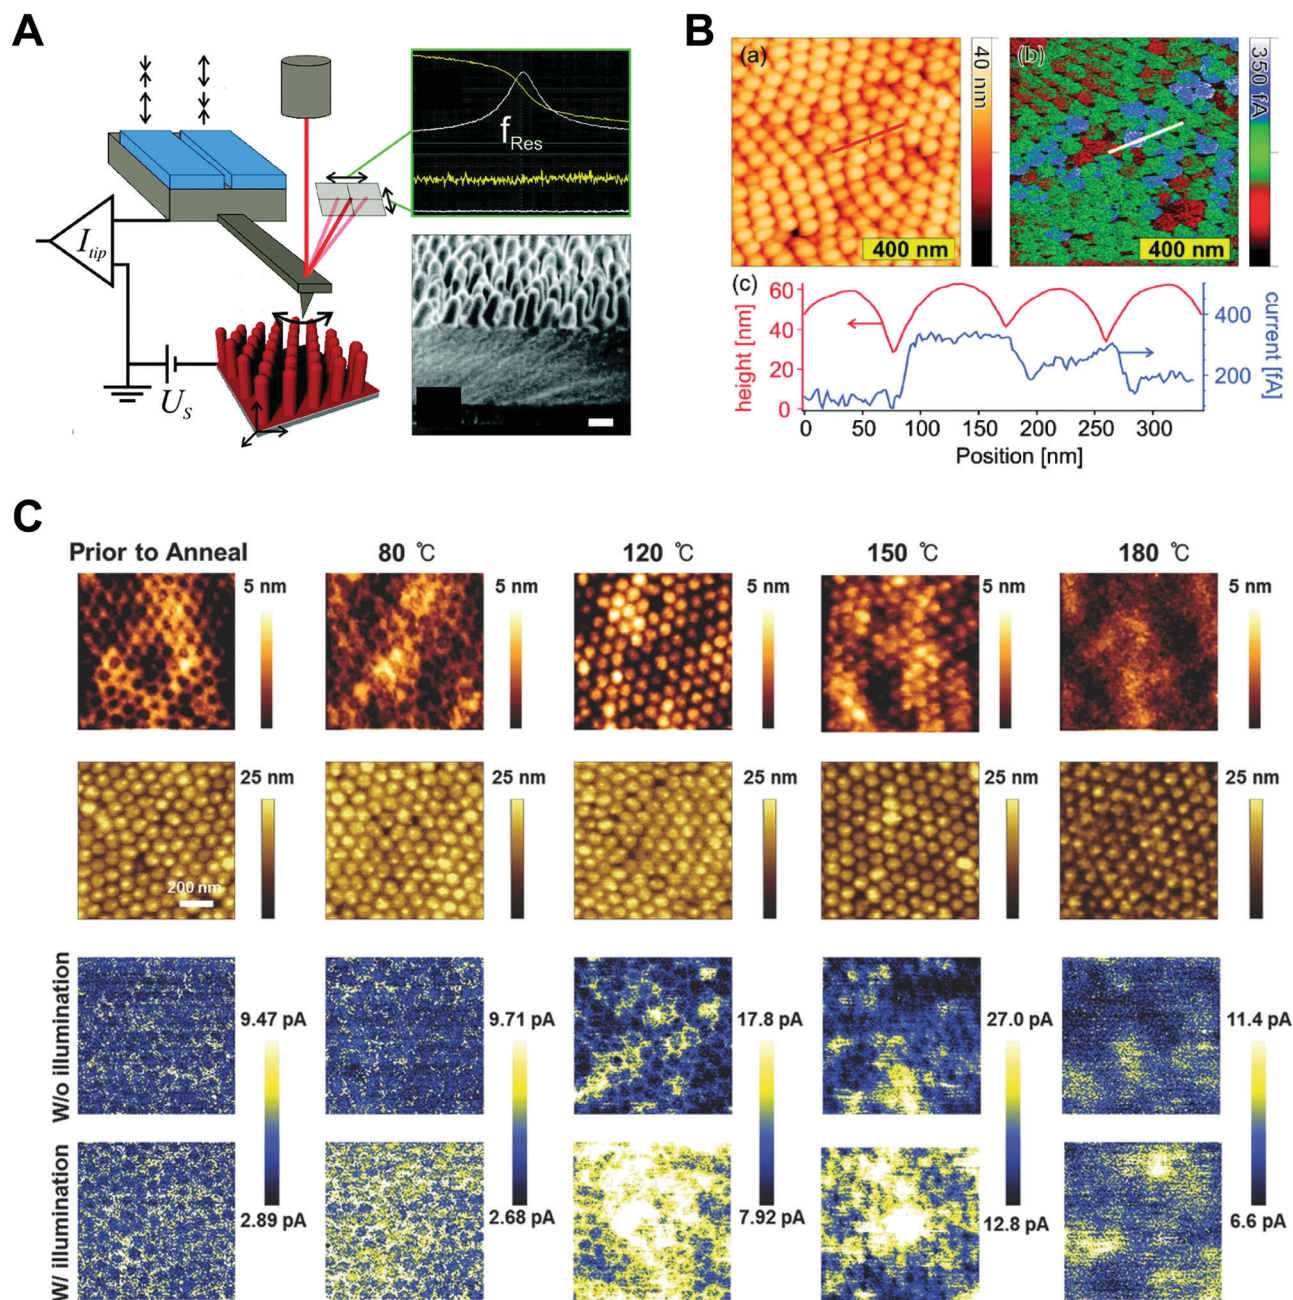 A
f_Res
I_tip
U_S
B
(a)
40 nm
400 nm
(b)
350 fA
400 nm
(c)
height [nm]
60
40
20
0
current [fA]
400
200
0 50 100 150 200 250 300
Position [nm]
C
Prior to Anneal 80 ℃ 120 ℃ 150 ℃ 180 ℃
5 nm 5 nm 5 nm 5 nm 5 nm
25 nm 25 nm 25 nm 25 nm 25 nm
200 nm
W/o illumination
9.47 pA 9.71 pA 17.8 pA 27.0 pA 11.4 pA
W/ illumination
2.89 pA 2.68 pA 7.92 pA 12.8 pA 6.6 pA